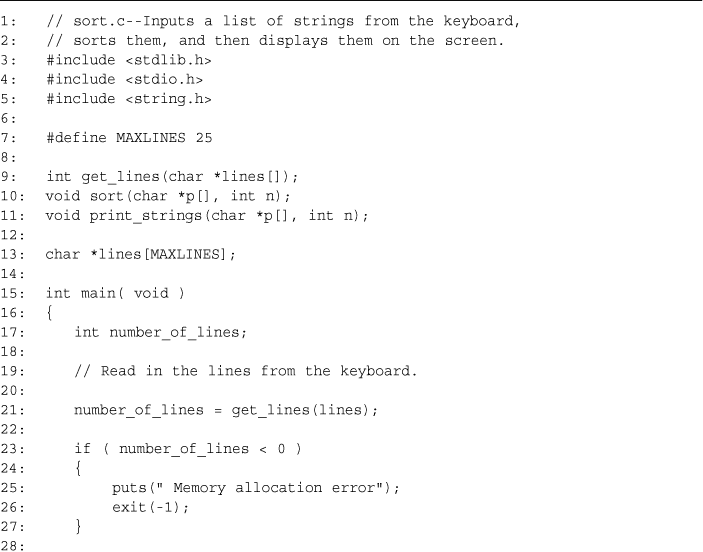 1: // sort.c--Inputs a list of strings from the keyboard,
2: // sorts them, and then displays them on the screen.
3: #include <stdlib.h>
4: #include <stdio.h>
5: #include <string.h>
6:
7: #define MAXLINES 25
8:
9: int get_lines(char *lines[]);
10: void sort(char *p[], int n);
11: void print_strings(char *p[], int n);
12:
13: char *lines[MAXLINES];
14:
15: int main( void )
16: {
17: int number_of_lines;
18:
19: // Read in the lines from the keyboard.
20:
21: number_of_lines = get_lines(lines);
22:
23: if ( number_of_lines < 0 )
24: {
25: puts(" Memory allocation error");
26: exit(-1);
27: }
28: